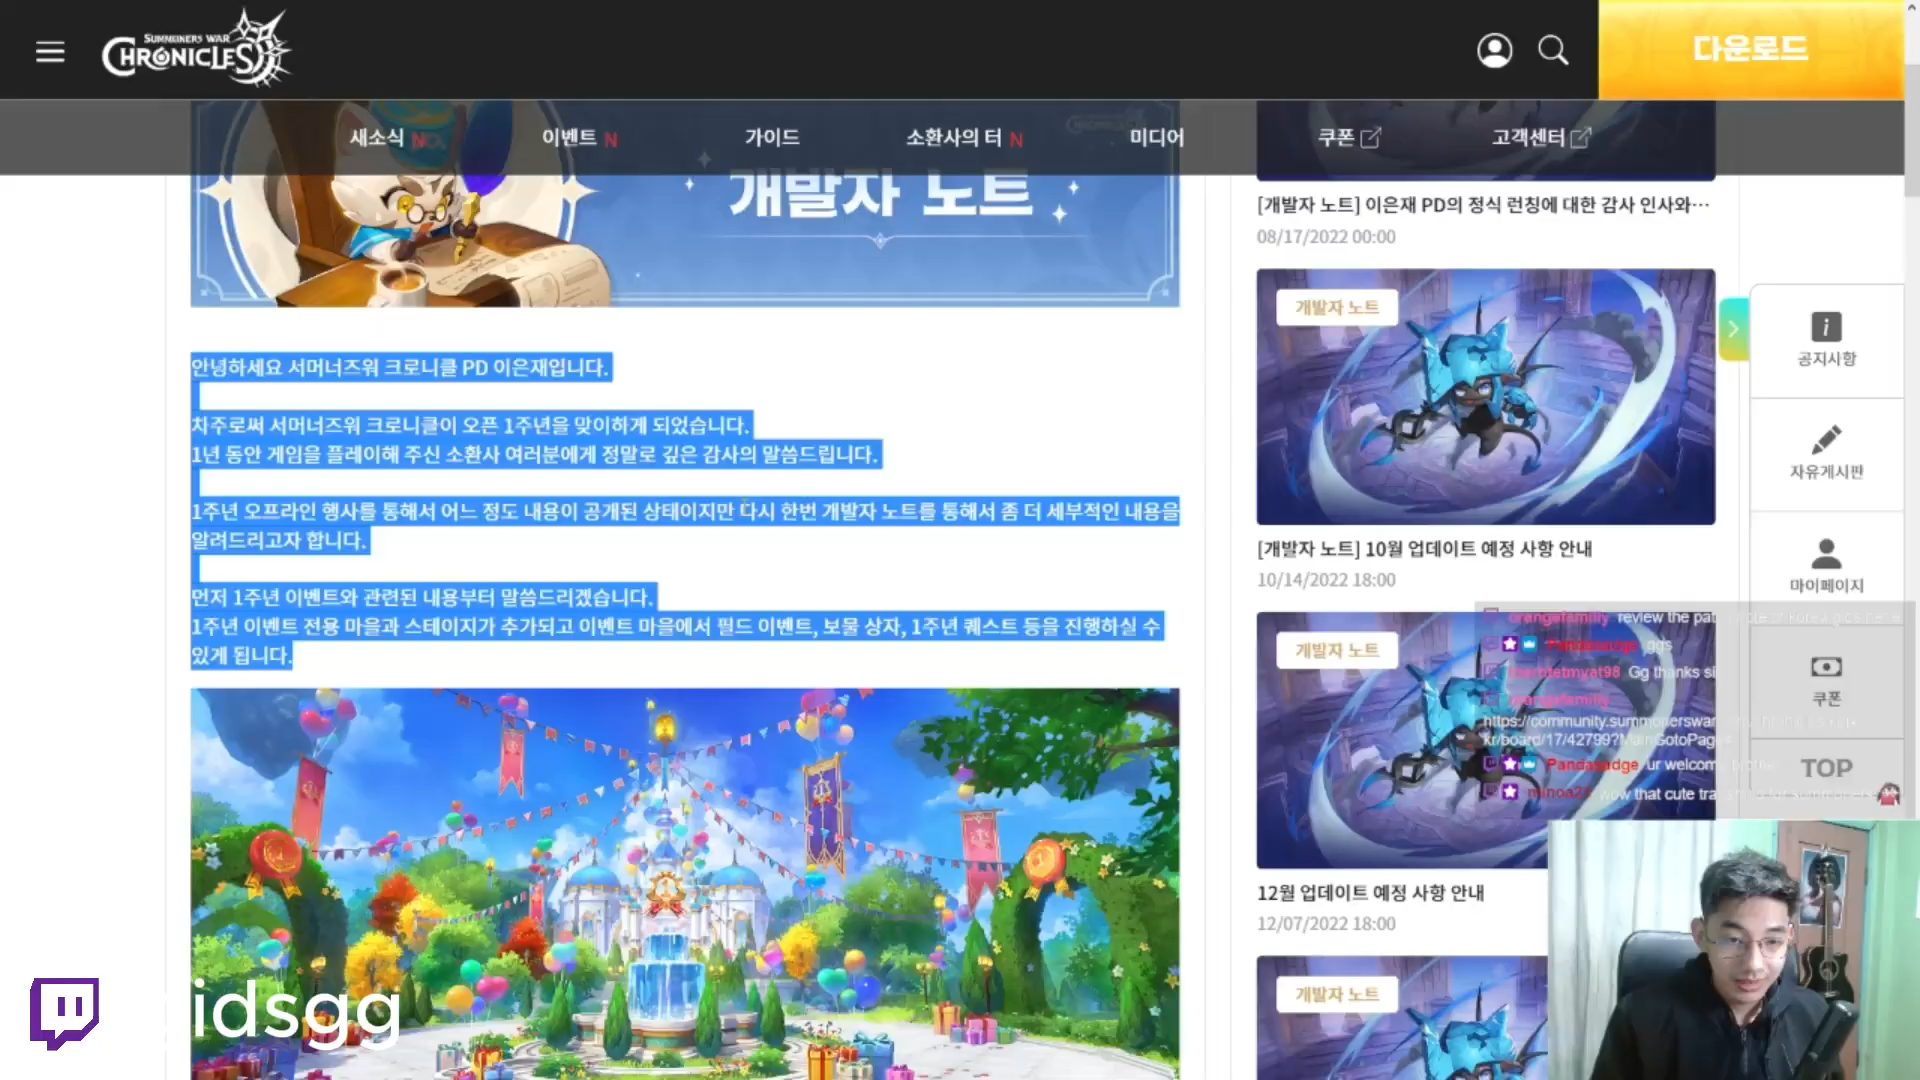 SUMMONERS WAR
CHRONICLES
다운로드
새소식 N
이벤트 N
가이드
소환사의 터 N
미디어
쿠폰
고객센터
개발자 노트
안녕하세요 서머너즈워 크로니클 PD 이은재입니다.
차주로써 서머너즈워 크로니클이 오픈 1주년을 맞이하게 되었습니다.
1년 동안 게임을 플레이해 주신 소환사 여러분에게 정말로 깊은 감사의 말씀드립니다.
1주년 오프라인 행사를 통해서 어느 정도 내용이 공개된 상태이지만 다시 한번 개발자 노트를 통해서 좀 더 세부적인 내용을
알려드리고자 합니다.
먼저 1주년 이벤트와 관련된 내용부터 말씀드리겠습니다.
1주년 이벤트 전용 마을과 스테이지가 추가되고 이벤트 마을에서 필드 이벤트, 보물 상자, 1주년 퀘스트 등을 진행하실 수
있게 됩니다.
[개발자 노트] 이은재 PD의 정식 런칭에 대한 감사 인사와…
08/17/2022 00:00
개발자 노트
[개발자 노트] 10월 업데이트 예정 사항 안내
10/14/2022 18:00
개발자 노트
12월 업데이트 예정 사항 안내
12/07/2022 18:00
개발자 노트
공지사항
자유게시판
마이페이지
쿠폰
TOP
orangefamilly review the
Pandasadge ggs
Gg thanks
orangefamilly
https://community.summonerswar
kr/board/17/42799?
Pandasadge ur welcome
wow that cute
gidsgg